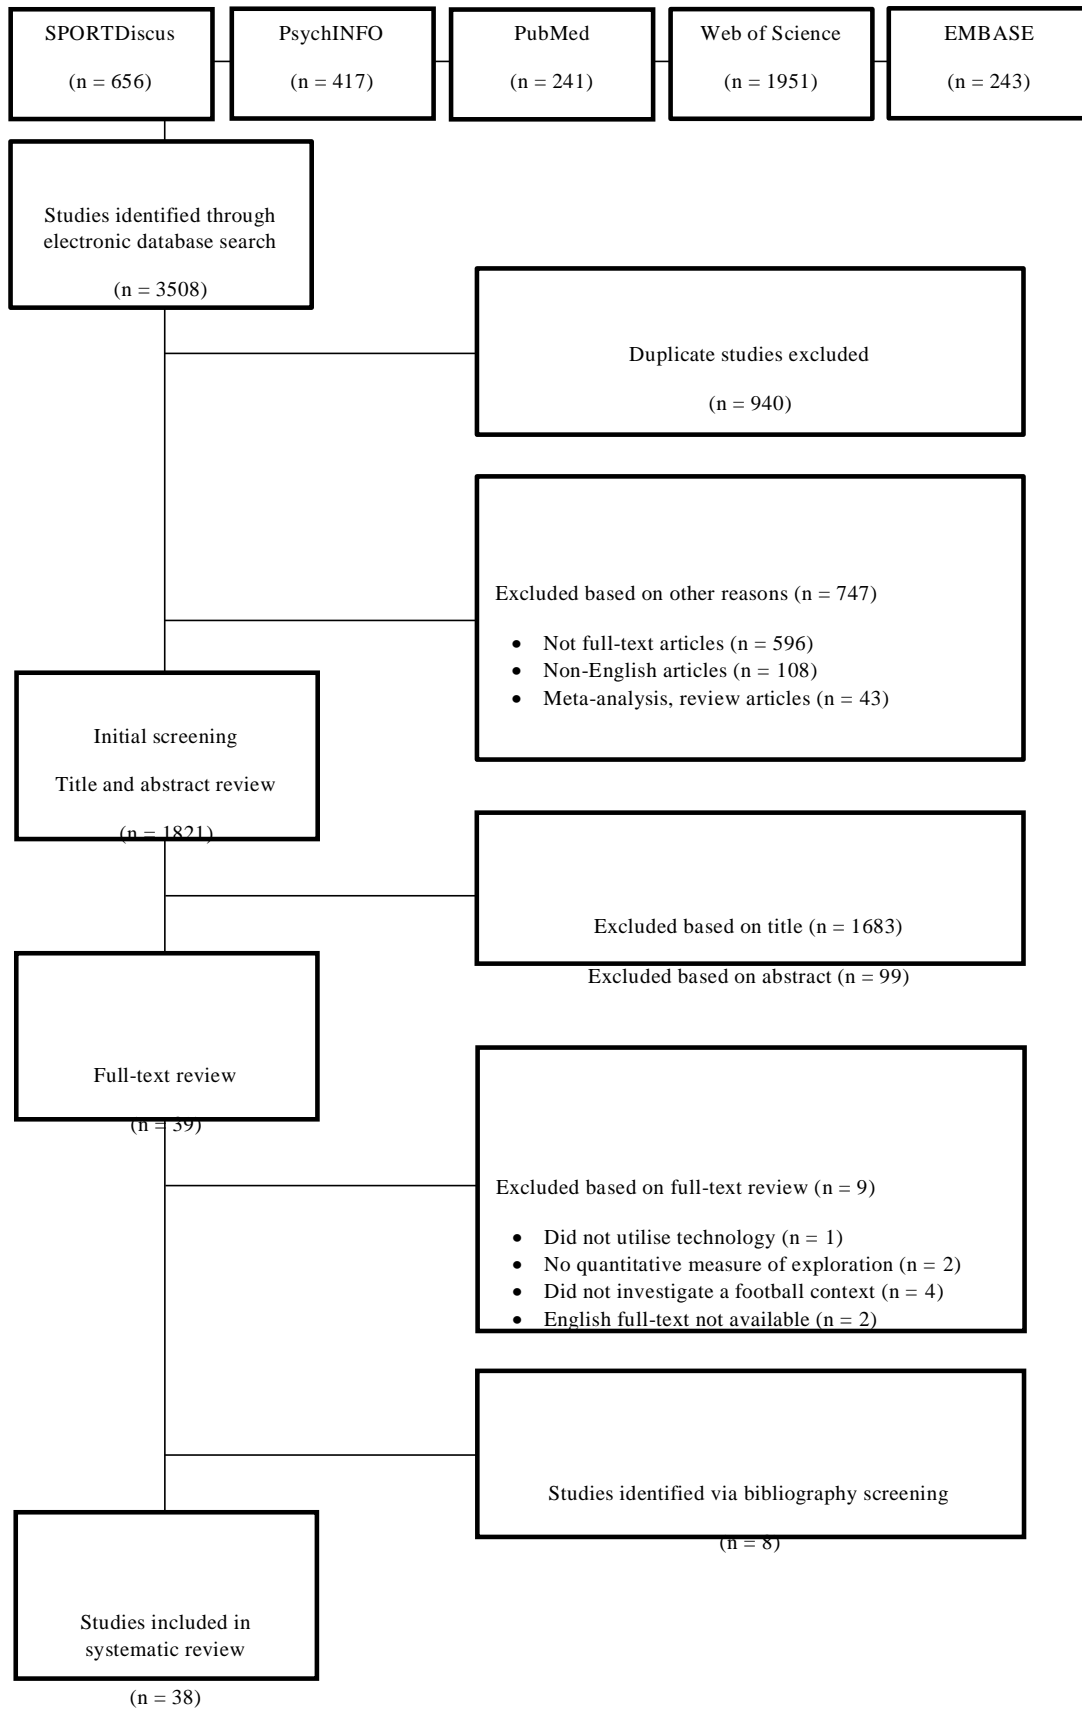 SPORTDiscus
(n = 656)
PsychINFO
(n = 417)
PubMed
(n = 241)
Web of Science
(n = 1951)
EMBASE
(n = 243)
Studies identified through
electronic database search
(n = 3508)
Duplicate studies excluded
(n = 940)
Excluded based on other reasons (n = 747)
• Not full-text articles (n = 596)
• Non-English articles (n = 108)
• Meta-analysis, review articles (n = 43)
Initial screening
Title and abstract review
(n = 1821)
Excluded based on title (n = 1683)
Excluded based on abstract (n = 99)
Full-text review
(n = 39)
Excluded based on full-text review (n = 9)
• Did not utilise technology (n = 1)
• No quantitative measure of exploration (n = 2)
• Did not investigate a football context (n = 4)
• English full-text not available (n = 2)
Studies identified via bibliography screening
(n = 8)
Studies included in
systematic review
(n = 38)